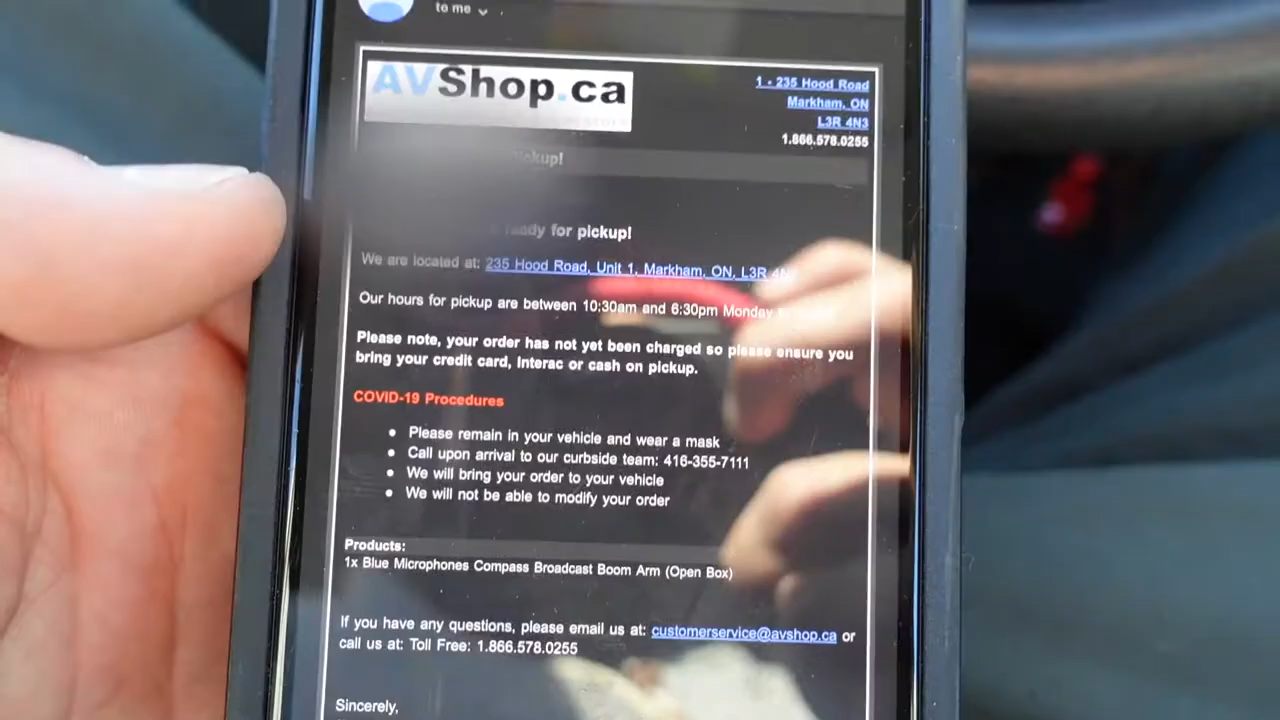 to me
AVShop.ca
1 - 235 Hood Road
Markham, ON
L3R 4N3
1.866.578.0255
Pickup!
ready for pickup!
We are located at: 235 Hood Road, Unit 1, Markham, ON, L3R
Our hours for pickup are between 10:30am and 6:30pm Monday
Please note, your order has not yet been charged so please ensure you
bring your credit card, Interac or cash on pickup.
COVID-19 Procedures
• Please remain in your vehicle and wear a mask
• Call upon arrival to our curbside team: 416-355-7111
• We will bring your order to your vehicle
• We will not be able to modify your order
Products:
1x Blue Microphones Compass Broadcast Boom Arm (Open Box)
If you have any questions, please email us at: customerservice@avshop.ca or
call us at: Toll Free: 1.866.578.0255
Sincerely,